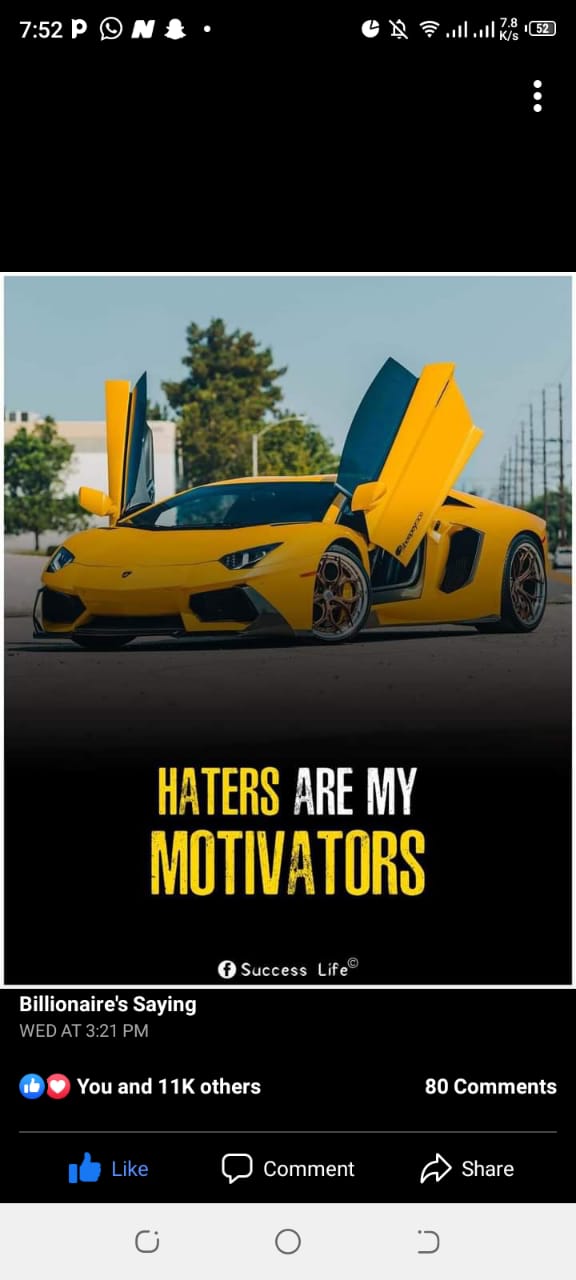 7:52
7.8
K/s
52
HATERS ARE MY
MOTIVATORS
Success Life©
Billionaire's Saying
WED AT 3:21 PM
You and 11K others
80 Comments
Like
Comment
Share